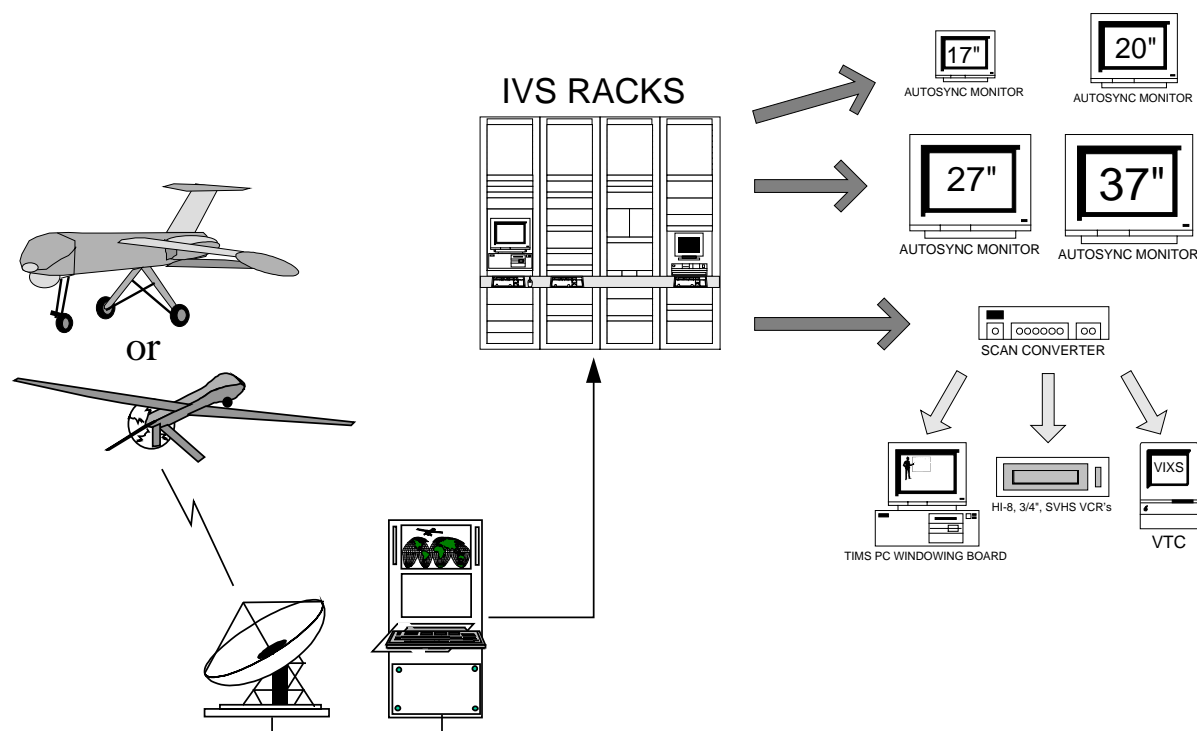 IVS RACKS
17"
AUTOSYNC MONITOR
20"
AUTOSYNC MONITOR
27"
AUTOSYNC MONITOR
37"
AUTOSYNC MONITOR
or
SCAN CONVERTER
TIMS PC WINDOWING BOARD
HI-8, 3/4", SVHS VCR's
VIXS
VTC